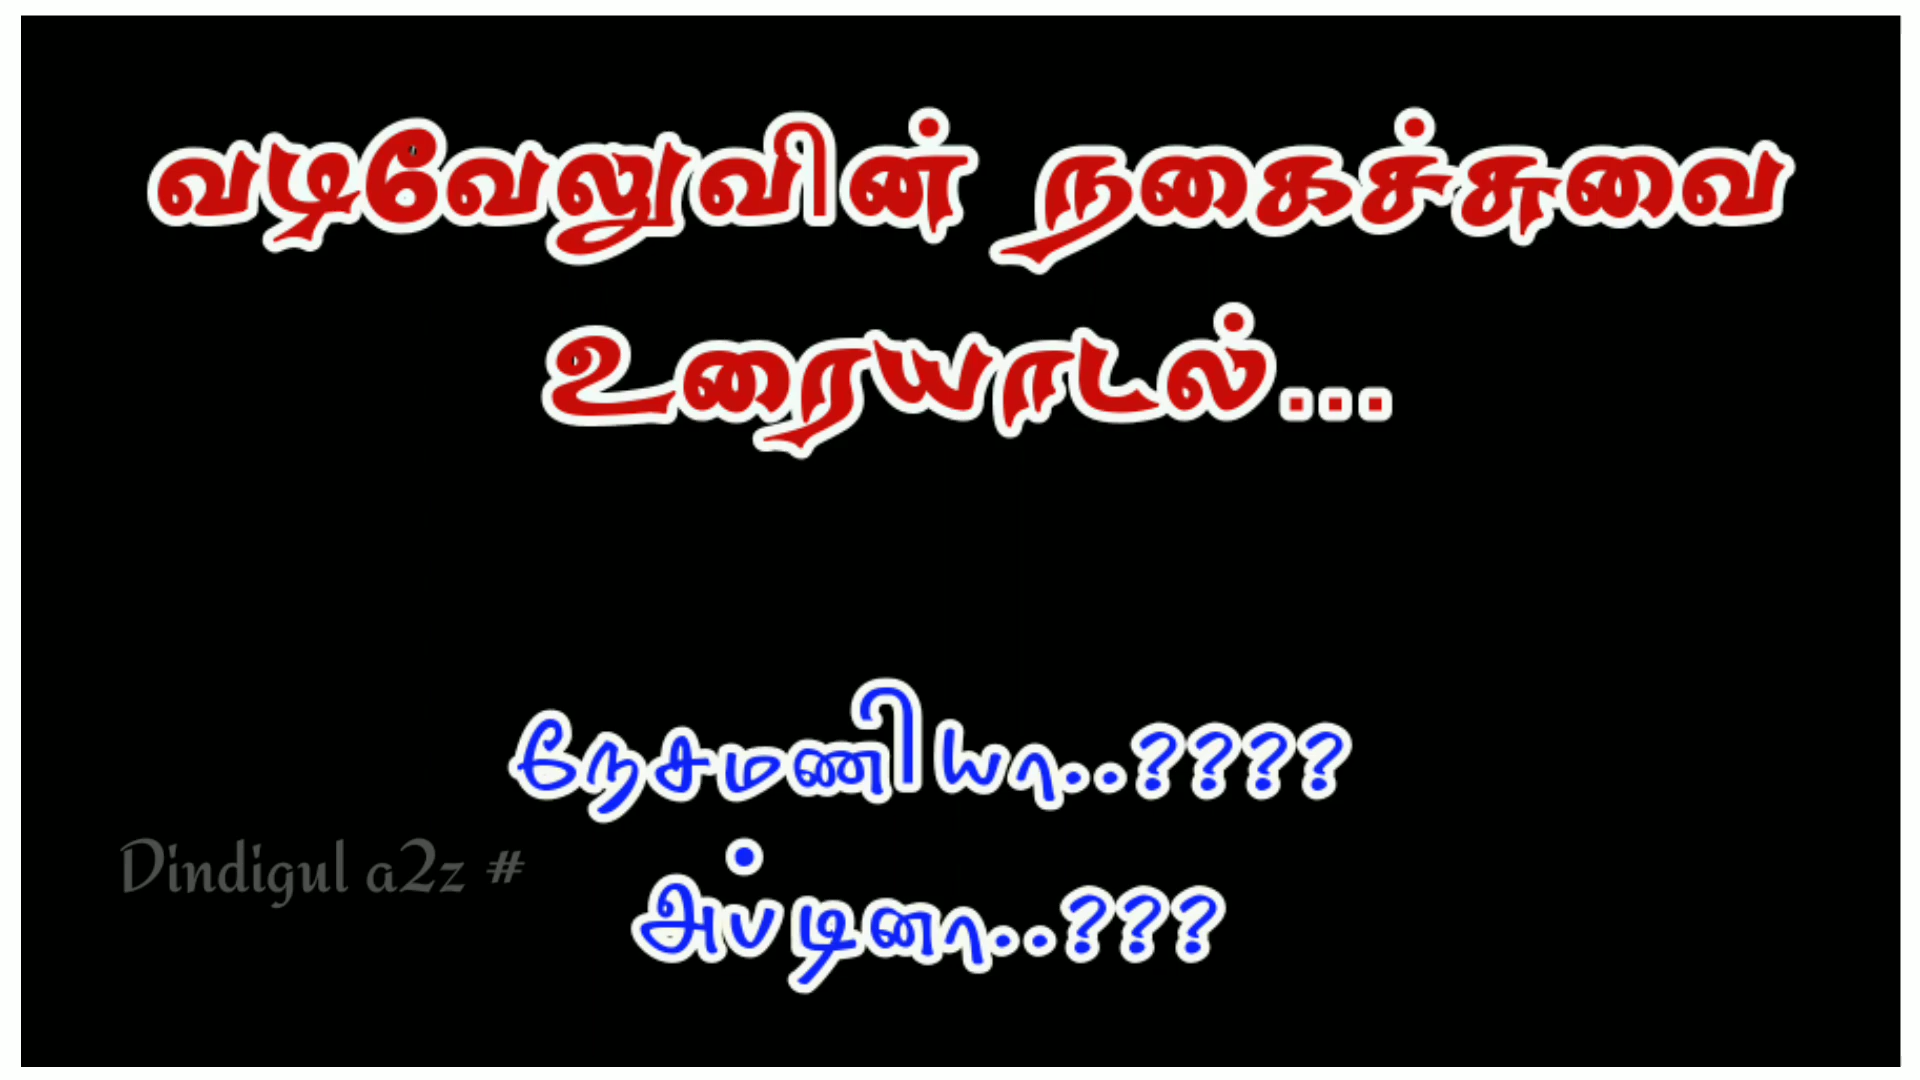 வடிவேலுவின் நகைச்சுவை
உரையாடல்...
நேசமணியா..????
Dindigul a2z #
அப்டினா..???